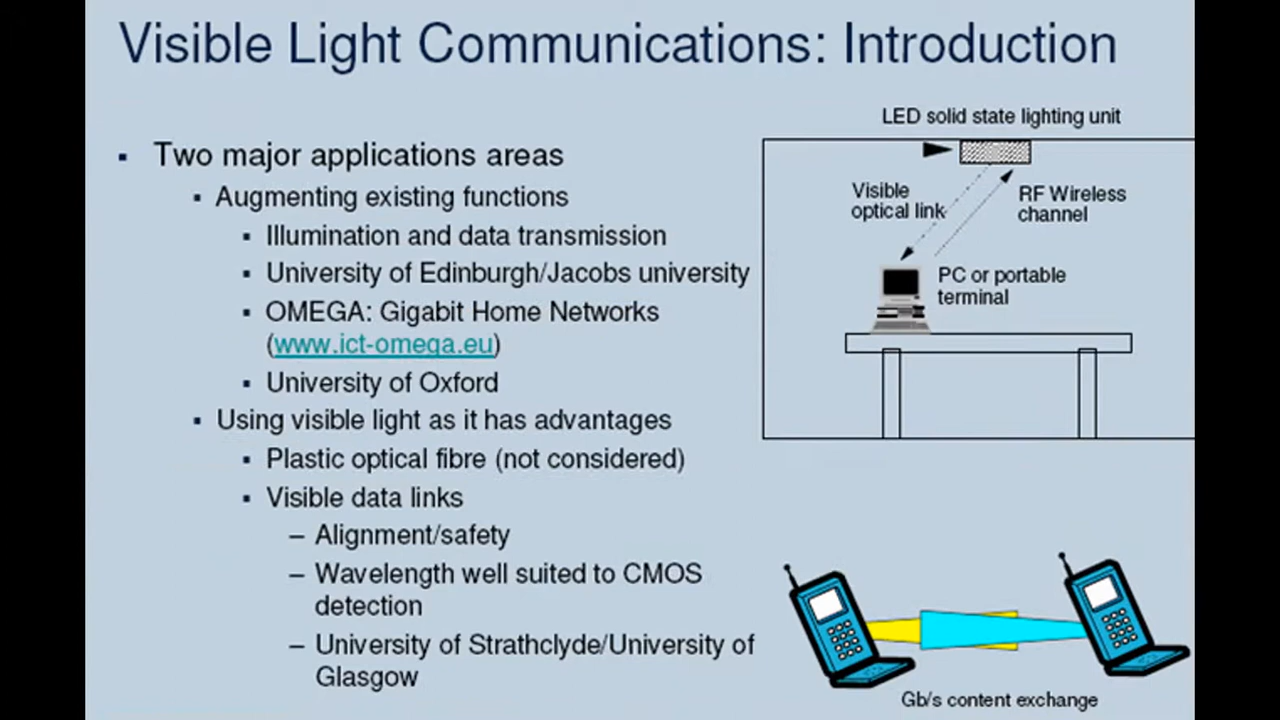 Visible Light Communications: Introduction
Two major applications areas
Augmenting existing functions
Illumination and data transmission
University of Edinburgh/Jacobs university
OMEGA: Gigabit Home Networks
(www.ict-omega.eu)
University of Oxford
Using visible light as it has advantages
Plastic optical fibre (not considered)
Visible data links
– Alignment/safety
– Wavelength well suited to CMOS
detection
– University of Strathclyde/University of
Glasgow
LED solid state lighting unit
Visible
optical link
RF Wireless
channel
PC or portable
terminal
Gb/s content exchange